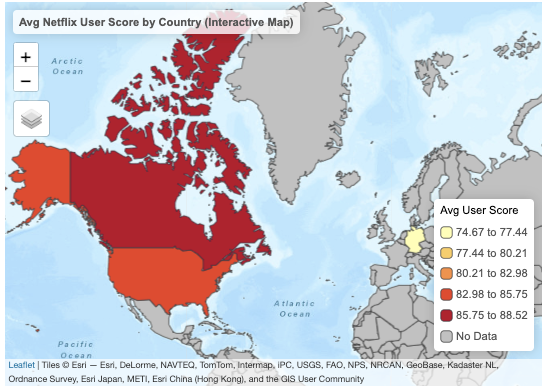 Avg Netflix User Score by Country (Interactive Map)
Arctic
Ocean
+
−
Avg User Score
74.67 to 77.44
77.44 to 80.21
80.21 to 82.98
82.98 to 85.75
85.75 to 88.52
No Data
Atlantic
Ocean
Pacific
Ocean
Leaflet | Tiles © Esri — Esri, DeLorme, NAVTEQ, TomTom, Intermap, iPC, USGS, FAO, NPS, NRCAN, GeoBase, Kadaster NL,
Ordnance Survey, Esri Japan, METI, Esri China (Hong Kong), and the GIS User Community